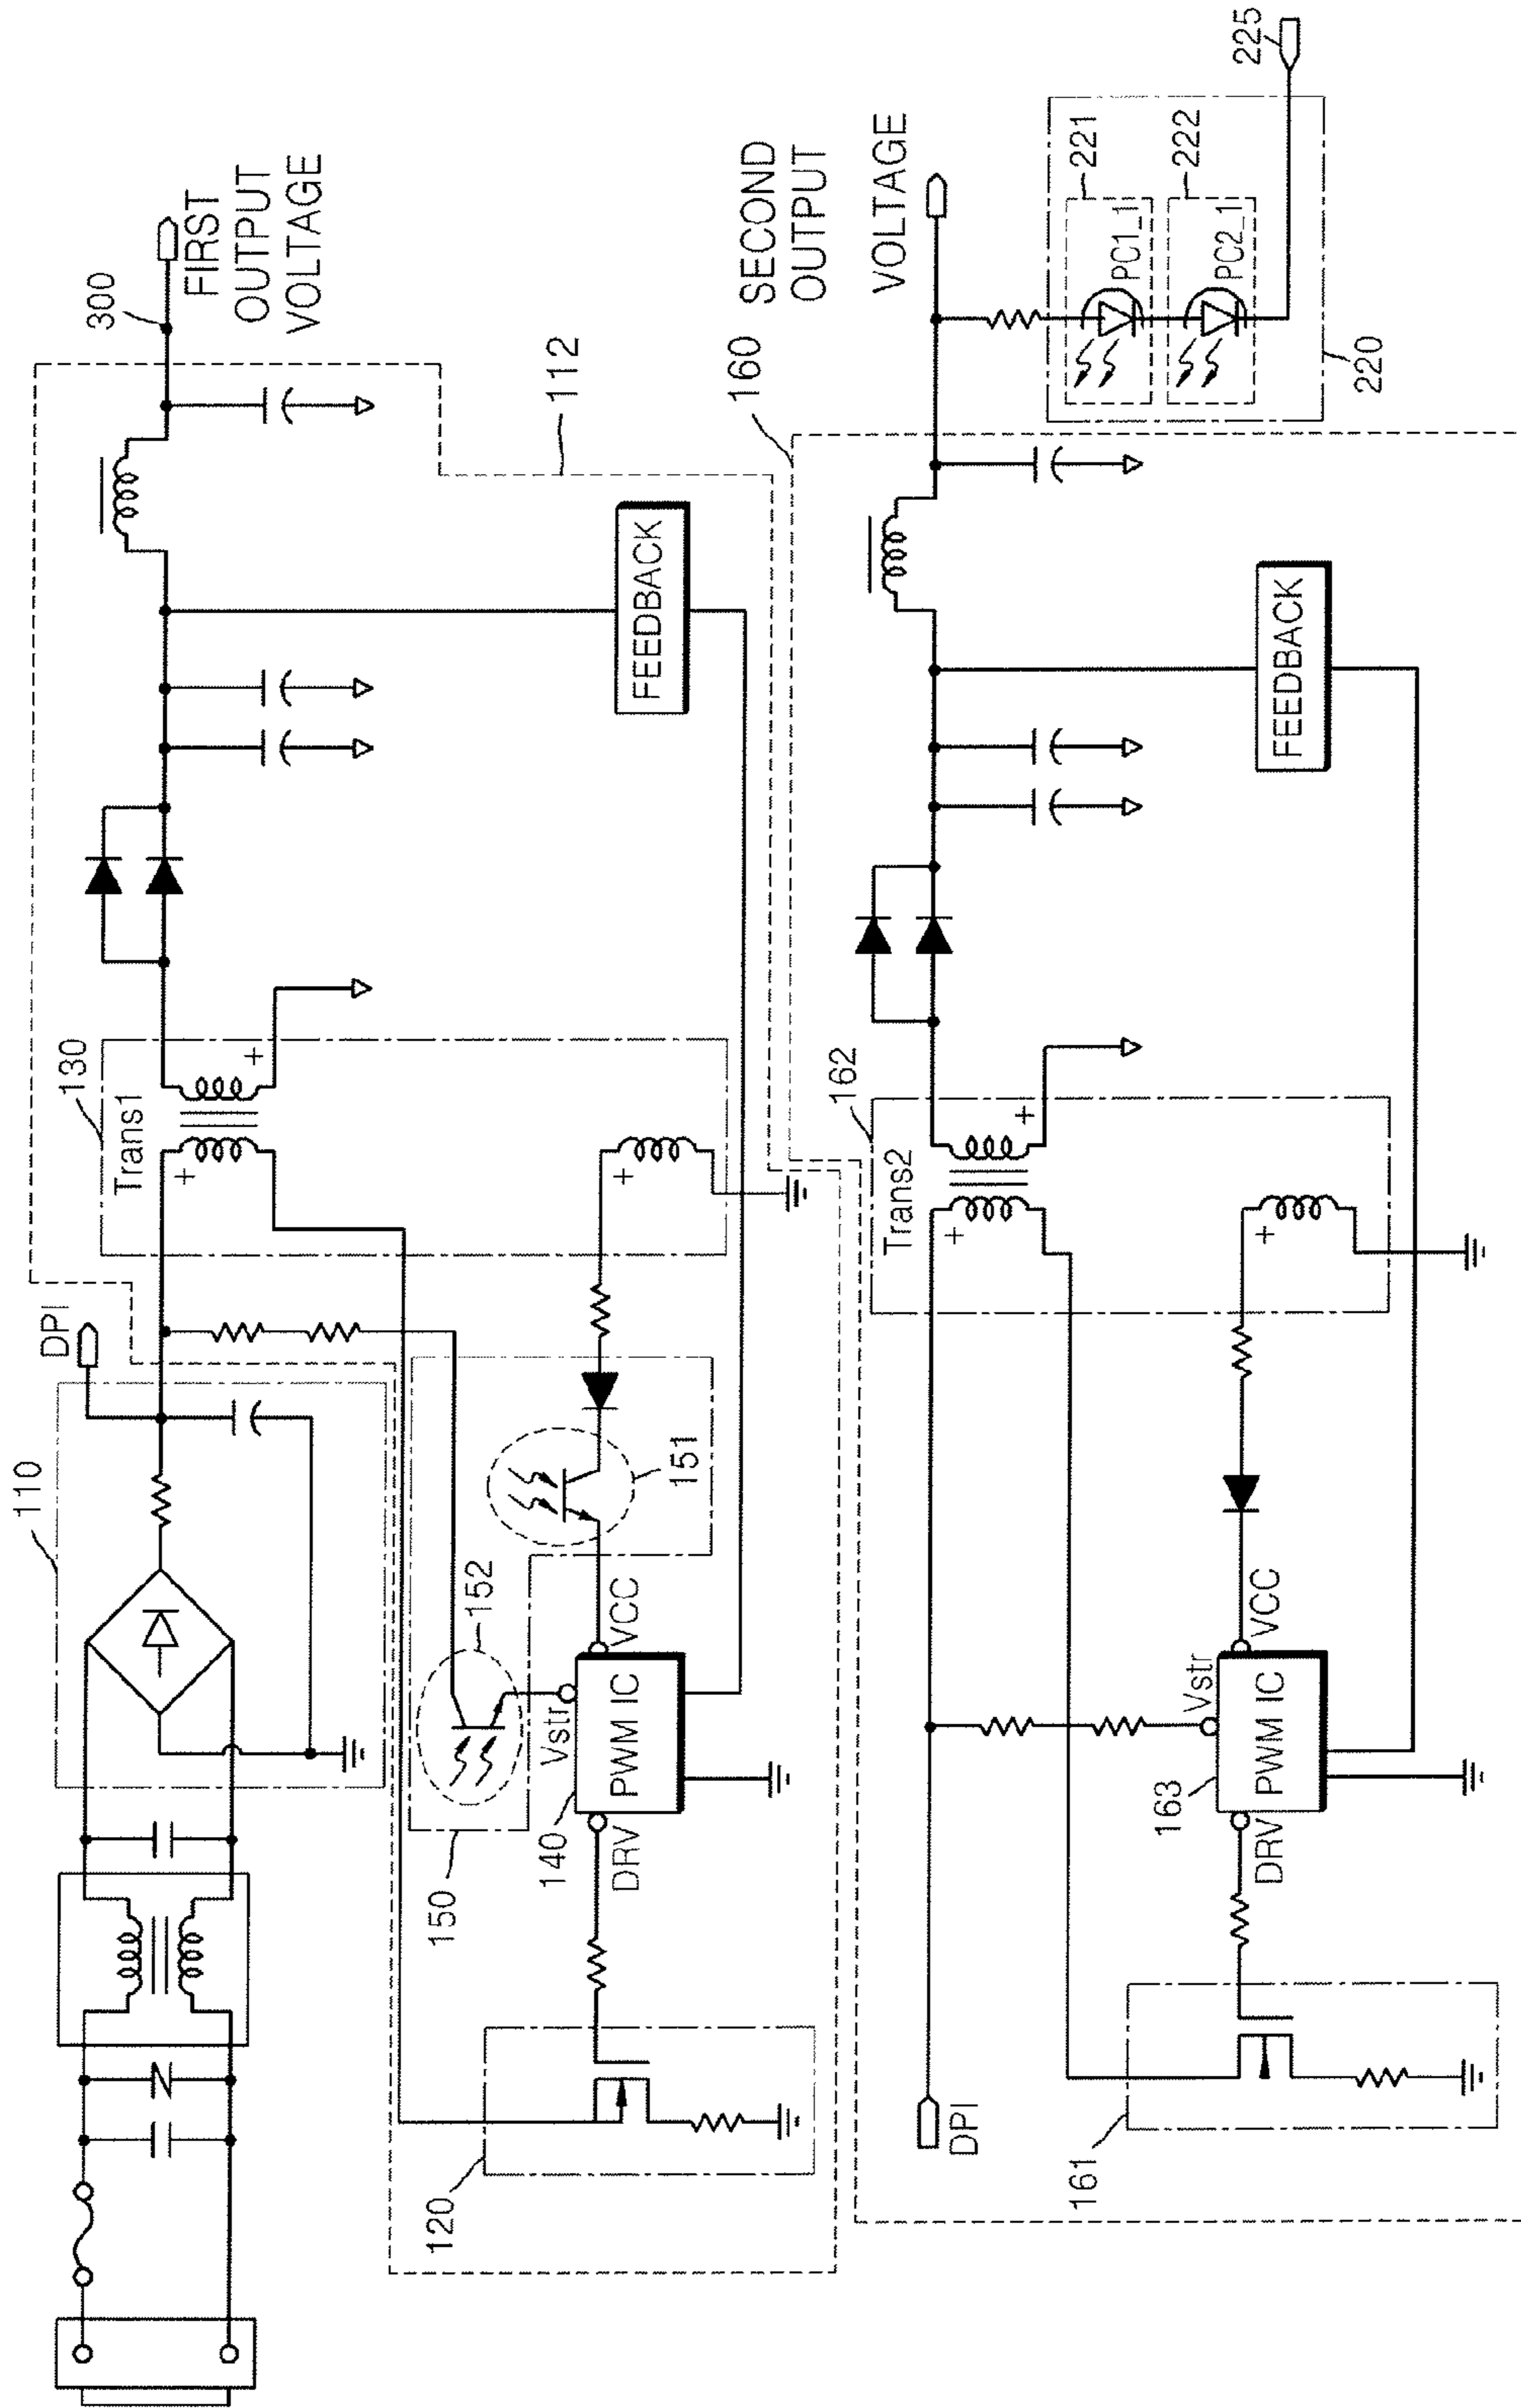 110
DPI
Trans1
130
300
FIRST
OUTPUT
VOLTAGE
+
+
+
112
152
151
150
140
Vstr
VCC
PWM IC
DRV
120
FEEDBACK
160
SECOND
OUTPUT
VOLTAGE
162
Trans2
+
+
+
DPI
163
Vstr
VCC
PWM IC
DRV
161
FEEDBACK
221
PC1_1
222
PC2_1
220
225